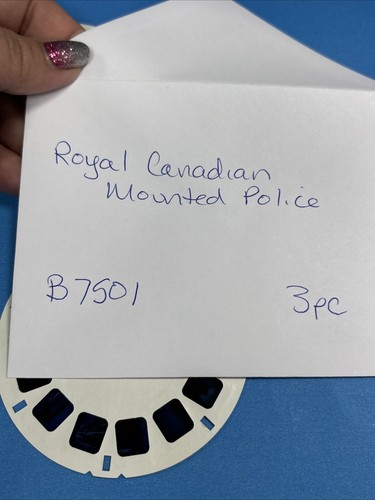 Royal Canadian
Mounted Police
B7501
3pc